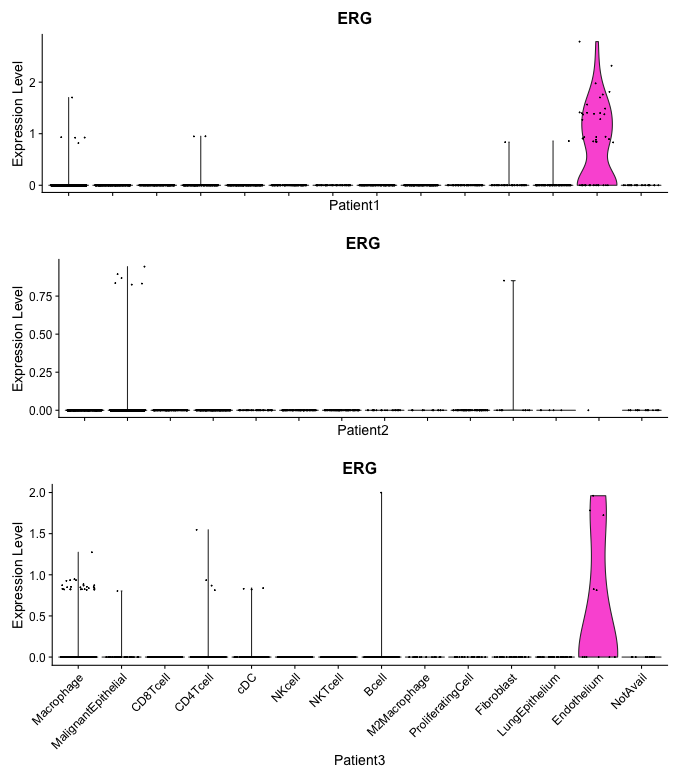 ERG
Expression Level
2
1
0
Patient1
ERG
Expression Level
0.75
0.50
0.25
0.00
Patient2
ERG
Expression Level
2.0
1.5
1.0
0.5
0.0
Macrophage
MalignantEpithelial
CD8Tcell
CD4Tcell
cDC
NKcell
NKTcell
Bcell
M2Macrophage
ProliferatingCell
Fibroblast
LungEpithelium
Endothelium
NotAvail
Patient3